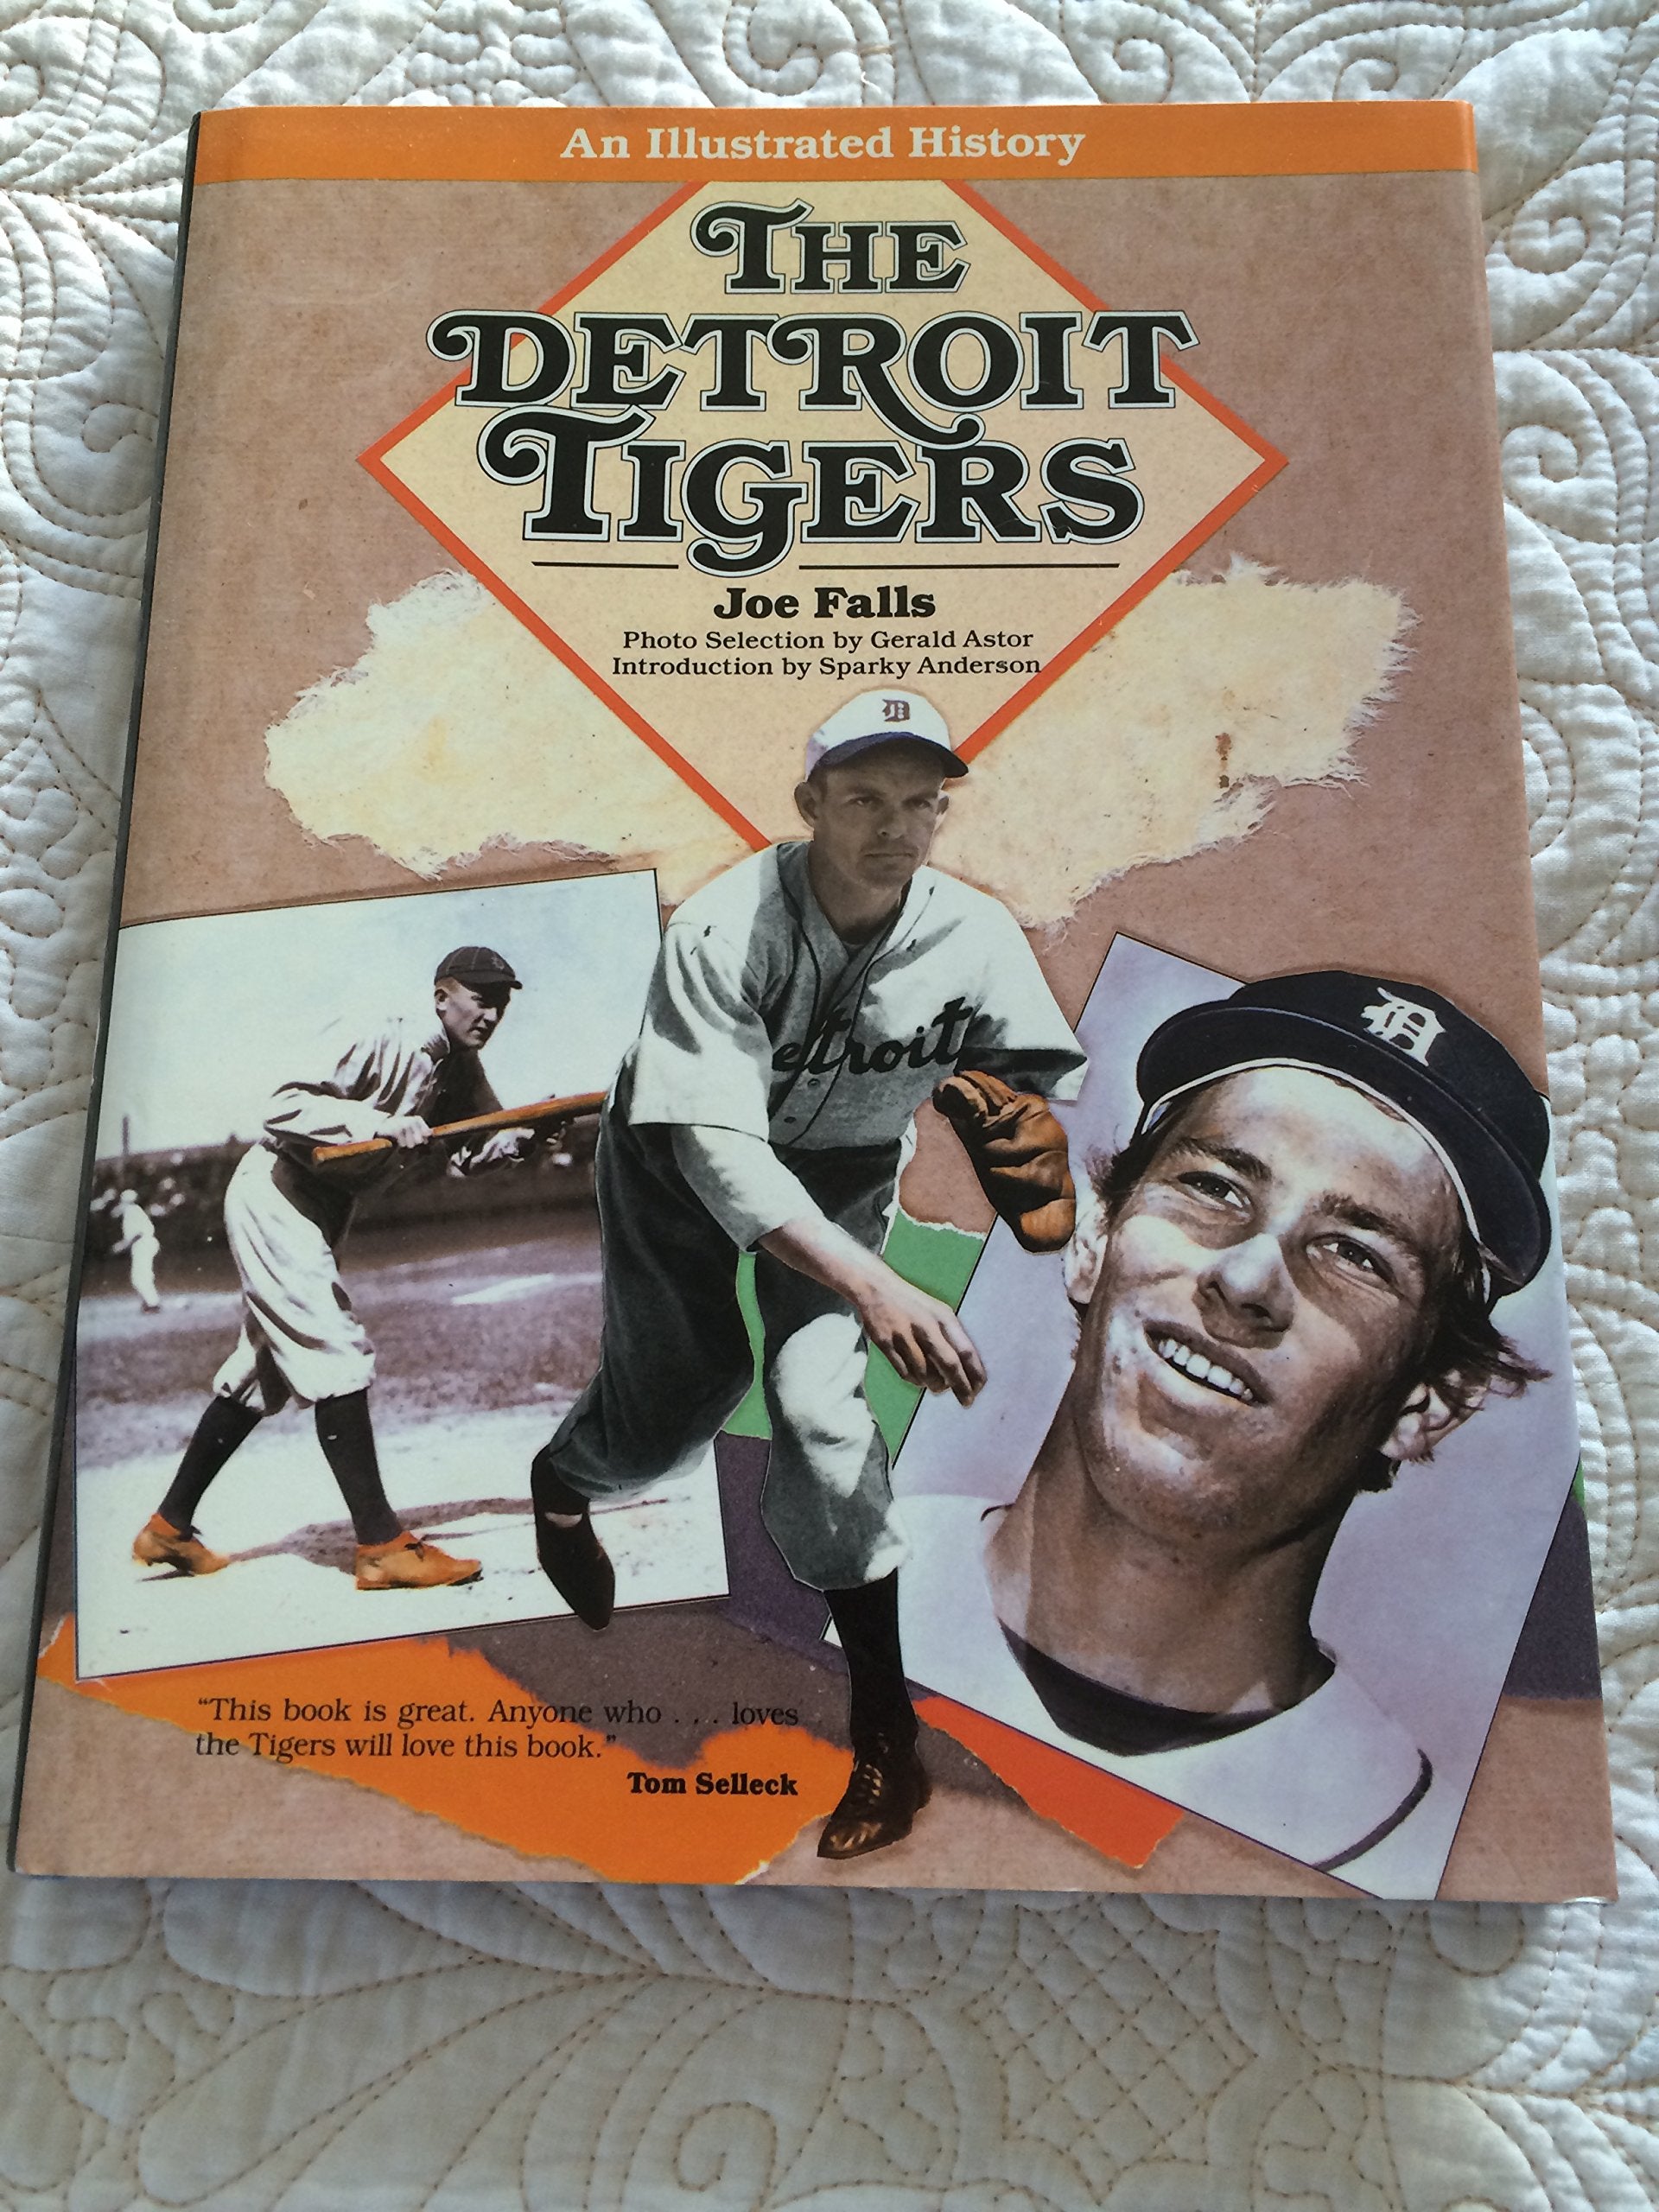 An Illustrated History
THE
DETROIT
TIGERS
Joe Falls
Photo Selection by Gerald Astor
Introduction by Sparky Anderson
D
etroit
D
“This book is great. Anyone who . . . loves
the Tigers will love this book.”
Tom Selleck